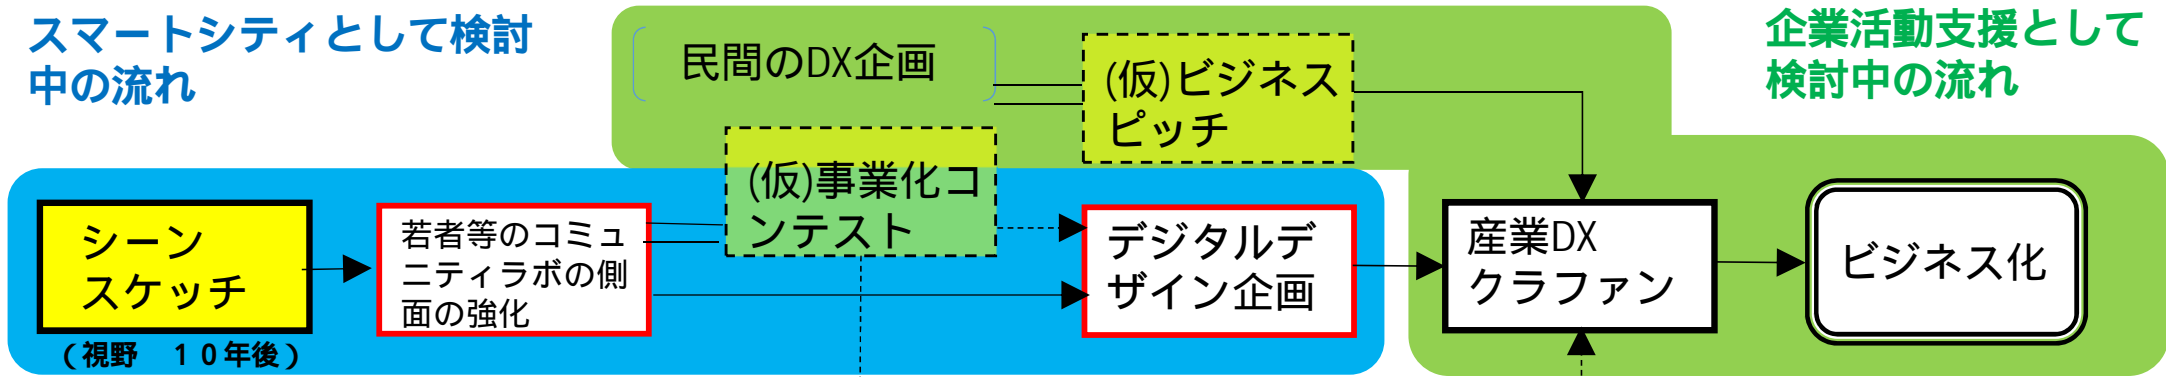 スマートシティとして検討
中の流れ
民間のDX企画
(仮)ビジネス
ピッチ
企業活動支援として
検討中の流れ
(仮)事業化コ
ンテスト
シーン
スケッチ
(視野　10年後)
若者等のコミュ
ニティラボの側
面の強化
デジタルデ
ザイン企画
産業DX
クラファン
ビジネス化